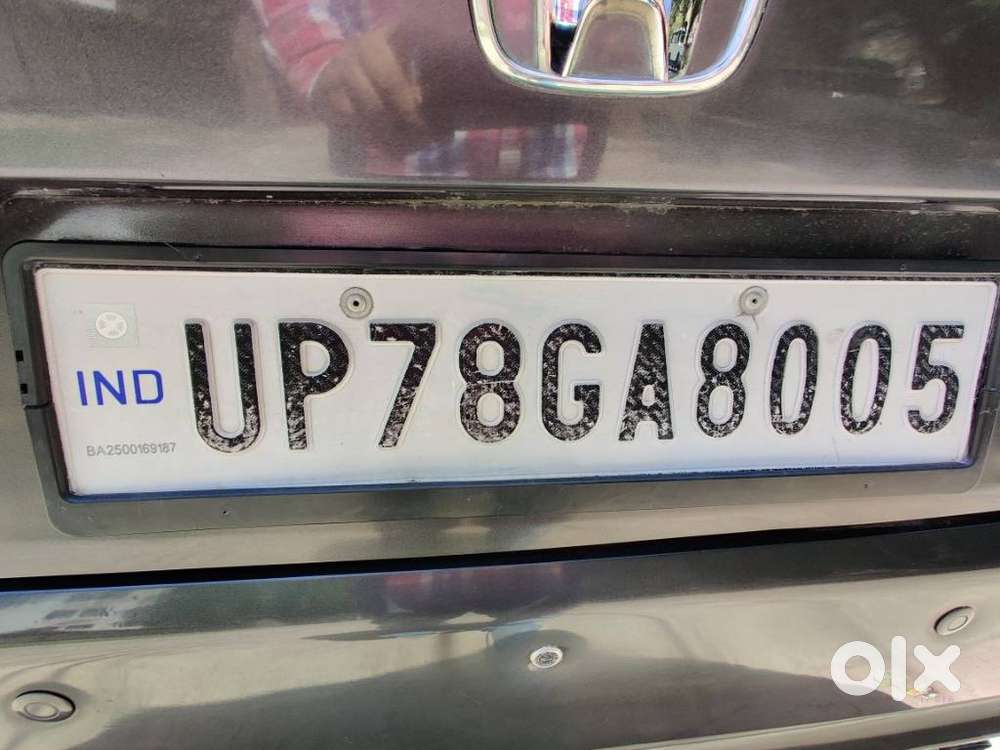 UP78GA8005
IND
BA2500169187
olx